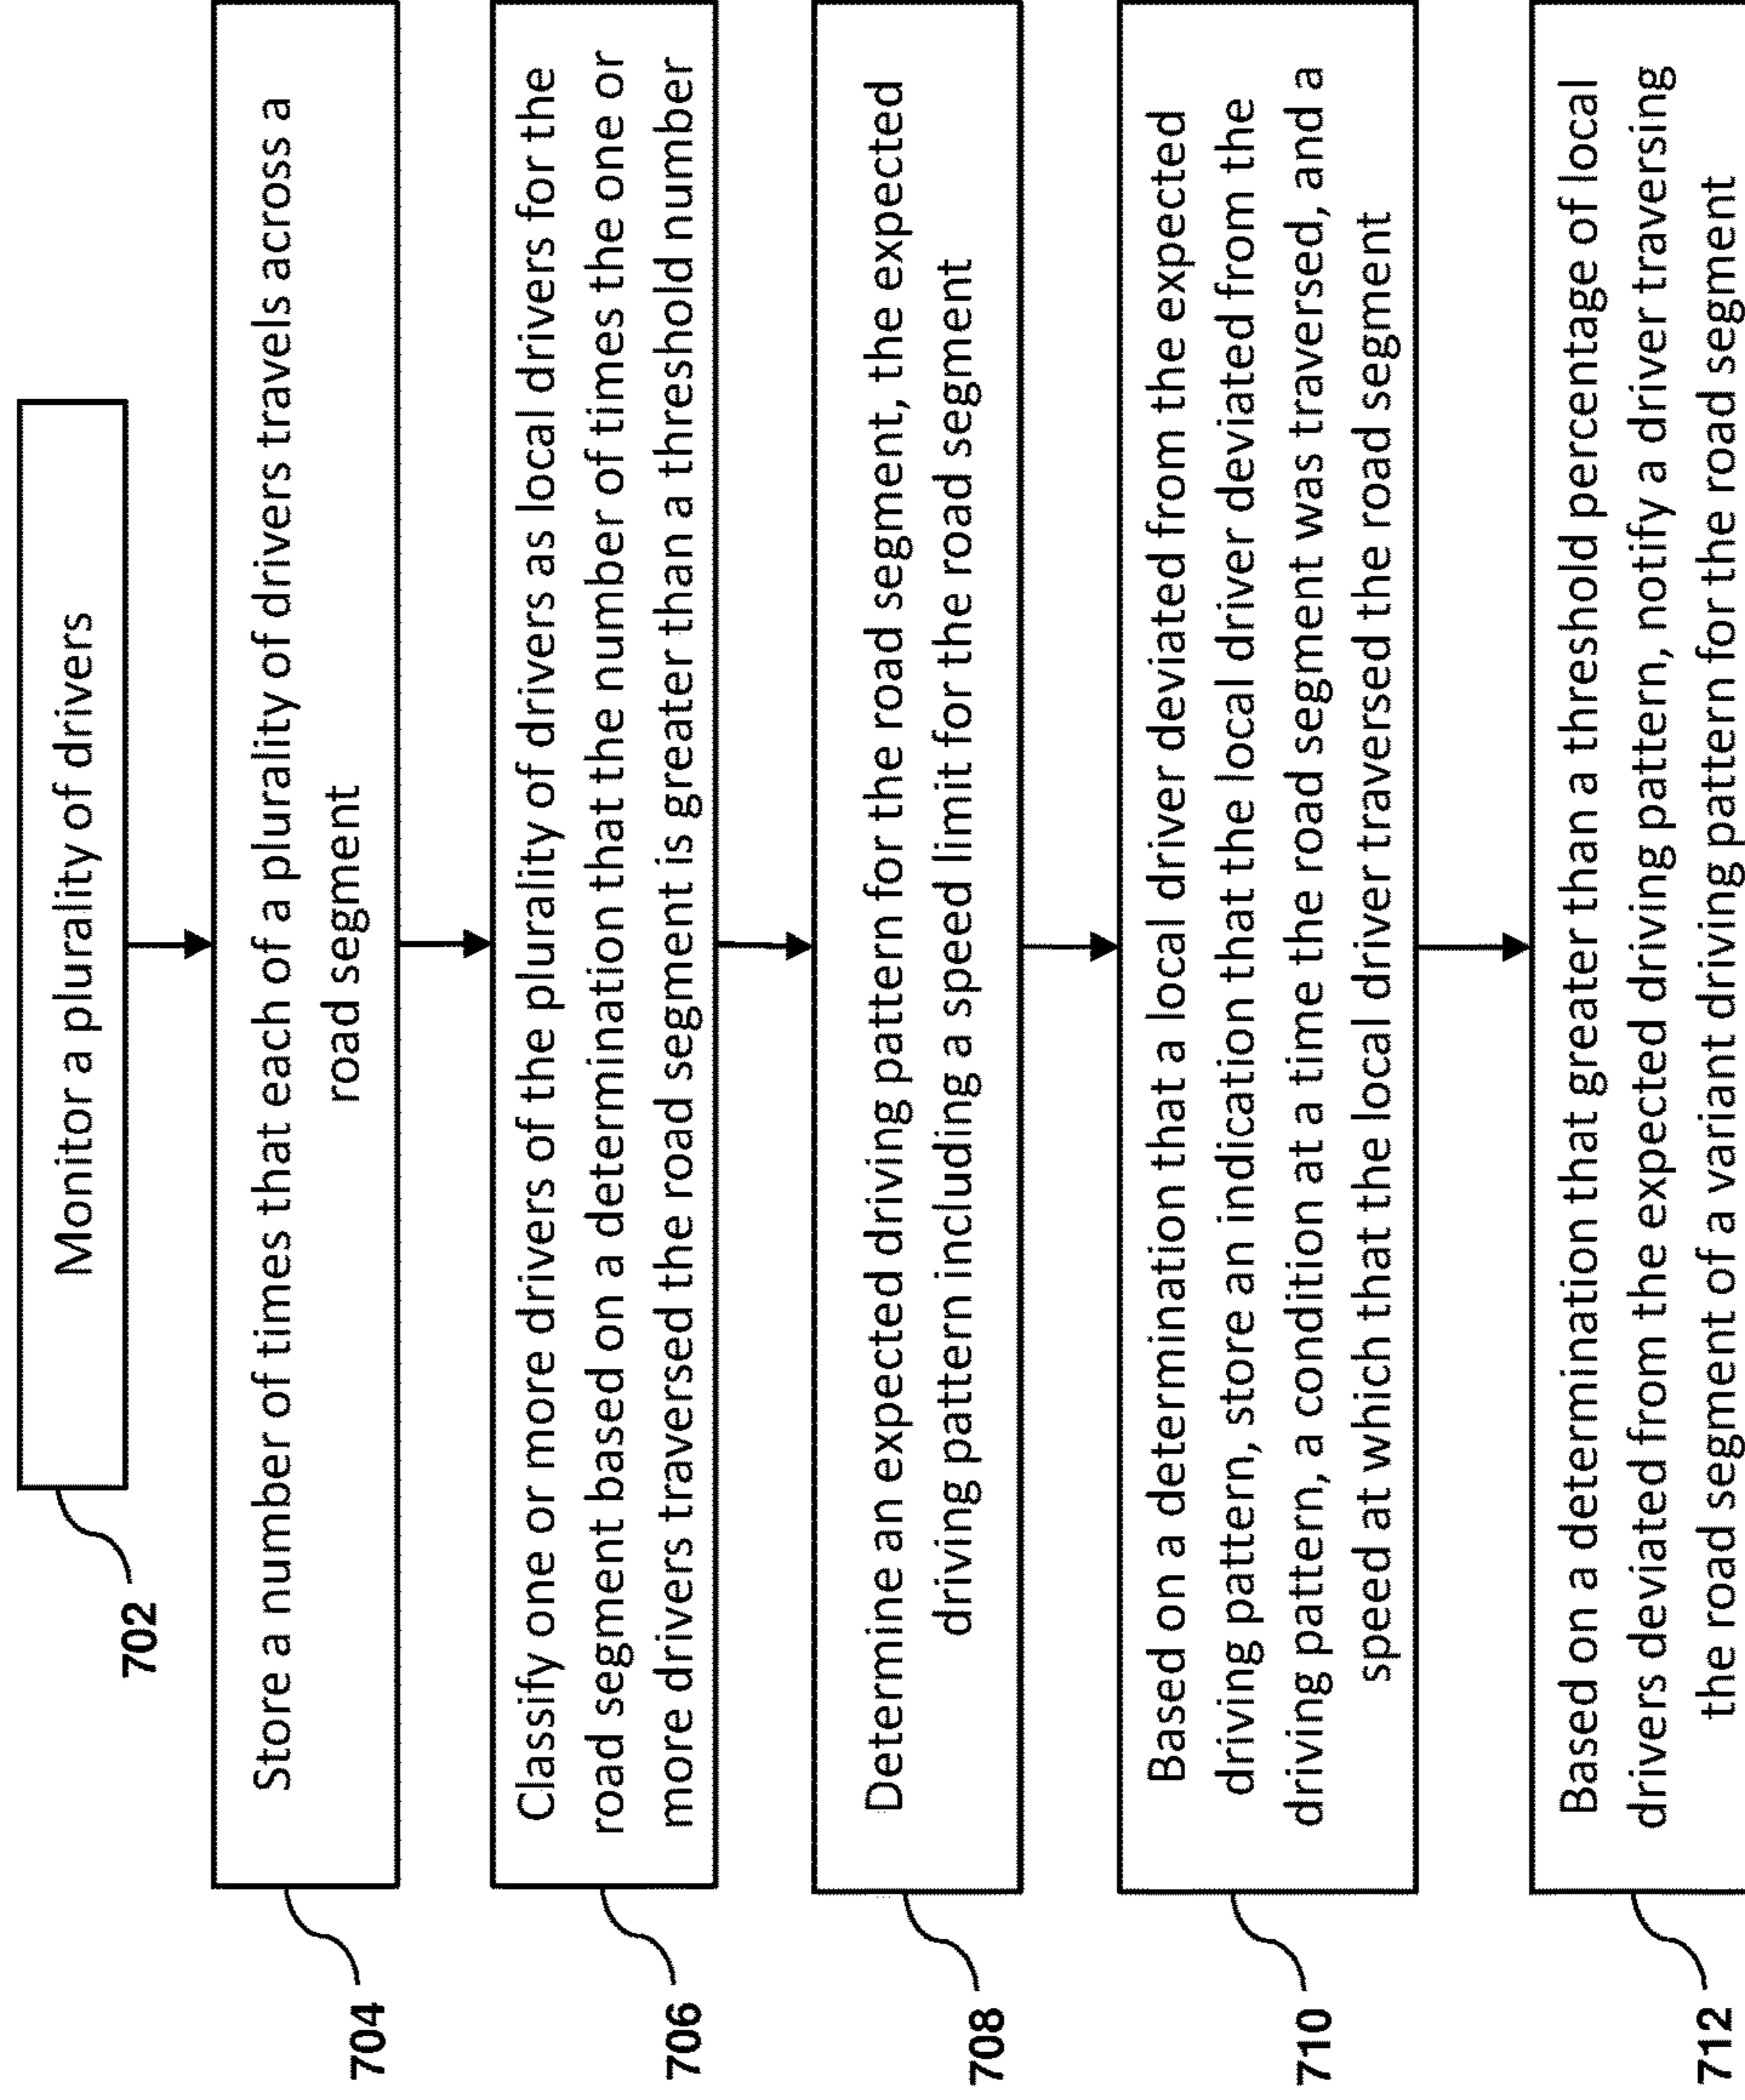 Monitor a plurality of drivers
702
Store a number of times that each of a plurality of drivers travels across a
road segment
704
Classify one or more drivers of the plurality of drivers as local drivers for the
road segment based on a determination that the number of times the one or
more drivers traversed the road segment is greater than a threshold number
706
Determine an expected driving pattern for the road segment, the expected
driving pattern including a speed limit for the road segment
708
Based on a determination that a local driver deviated from the expected
driving pattern, store an indication that the local driver deviated from the
driving pattern, a condition at a time the road segment was traversed, and a
speed at which that the local driver traversed the road segment
710
Based on a determination that greater than a threshold percentage of local
drivers deviated from the expected driving pattern, notify a driver traversing
the road segment of a variant driving pattern for the road segment
712